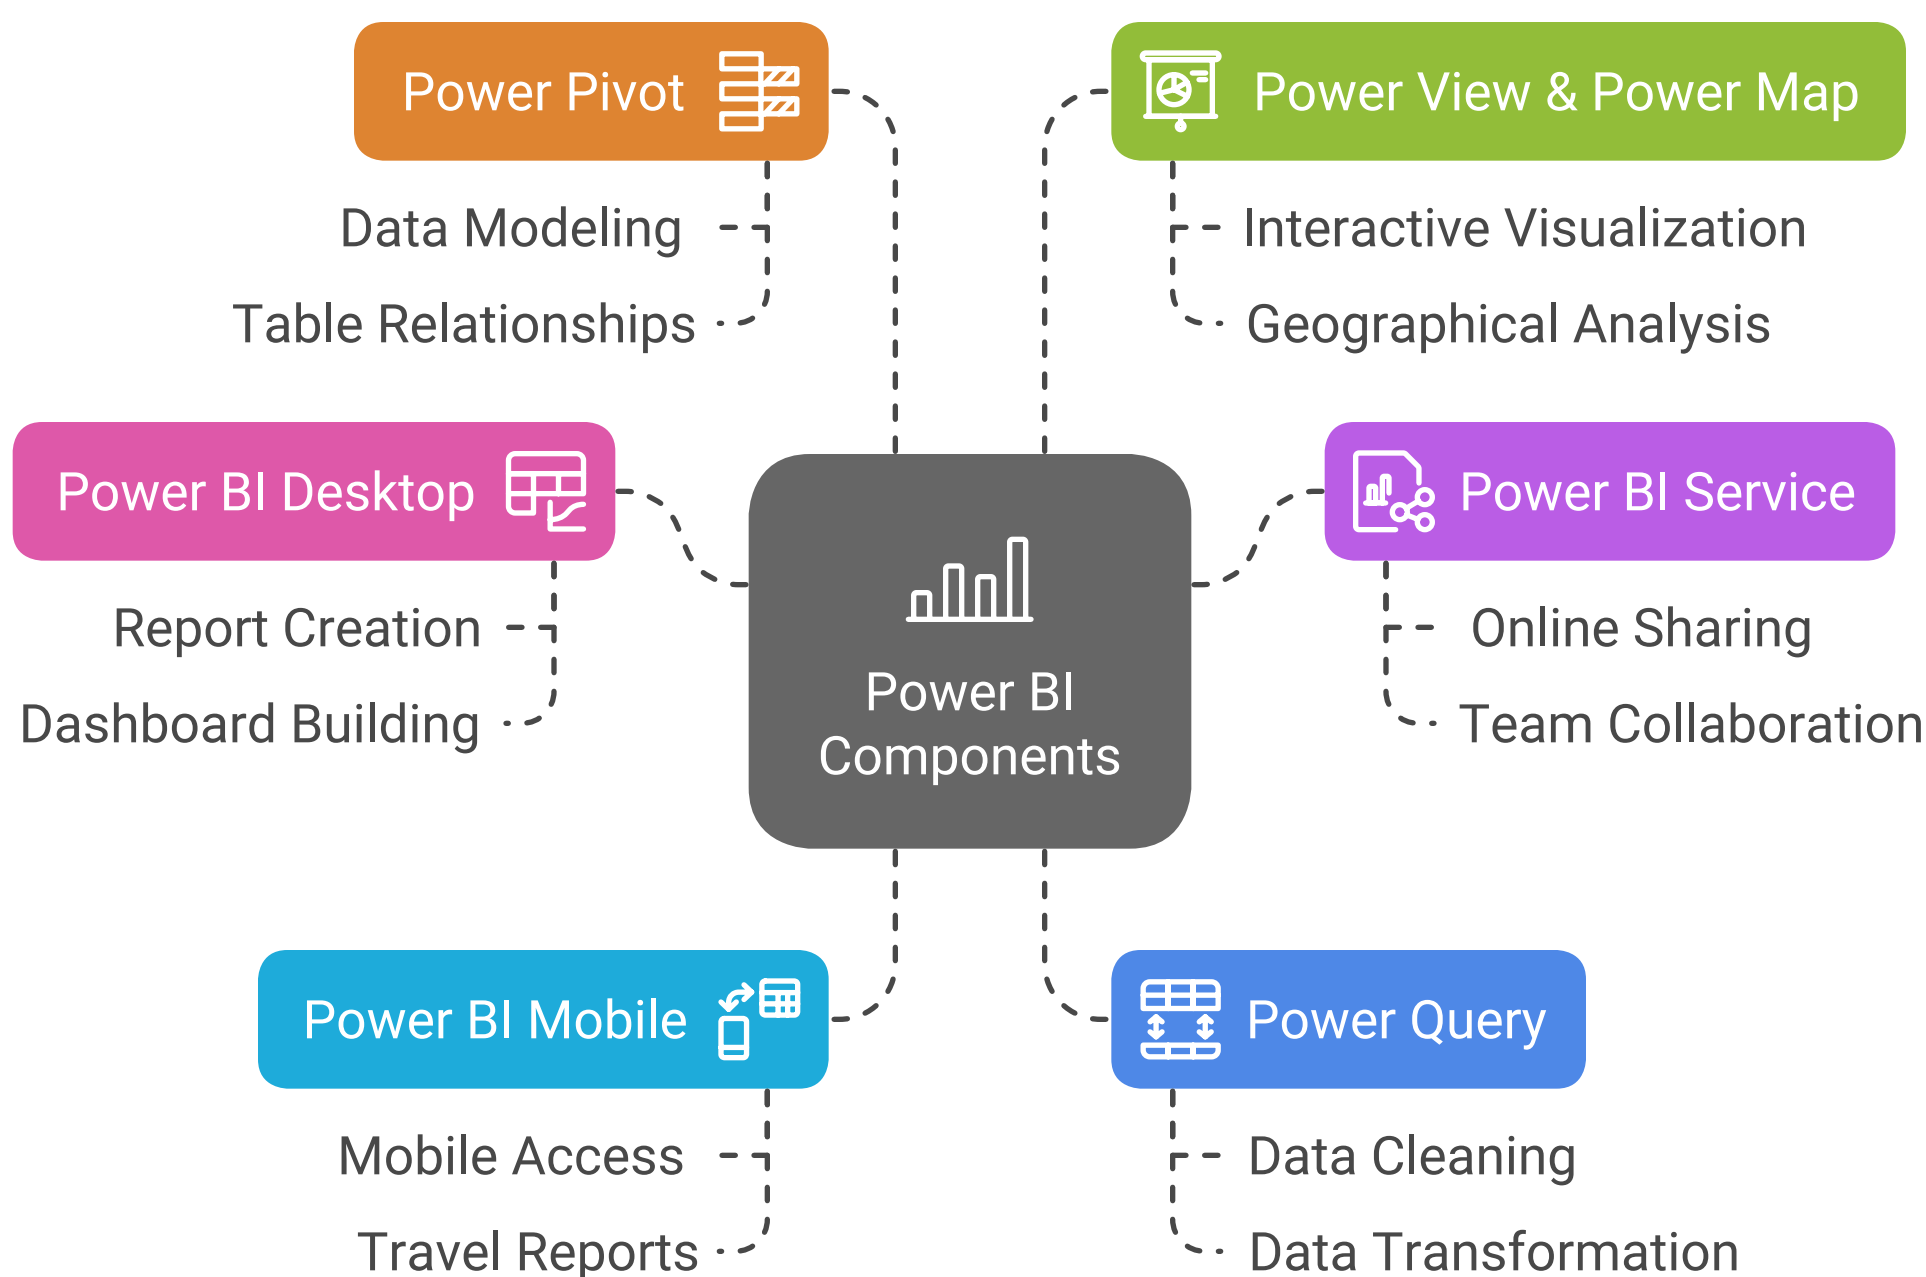 Power Pivot
Data Modeling
Table Relationships
Power View & Power Map
Interactive Visualization
Geographical Analysis
Power BI Desktop
Report Creation
Dashboard Building
Power BI
Components
Power BI Service
Online Sharing
Team Collaboration
Power BI Mobile
Mobile Access
Travel Reports
Power Query
Data Cleaning
Data Transformation